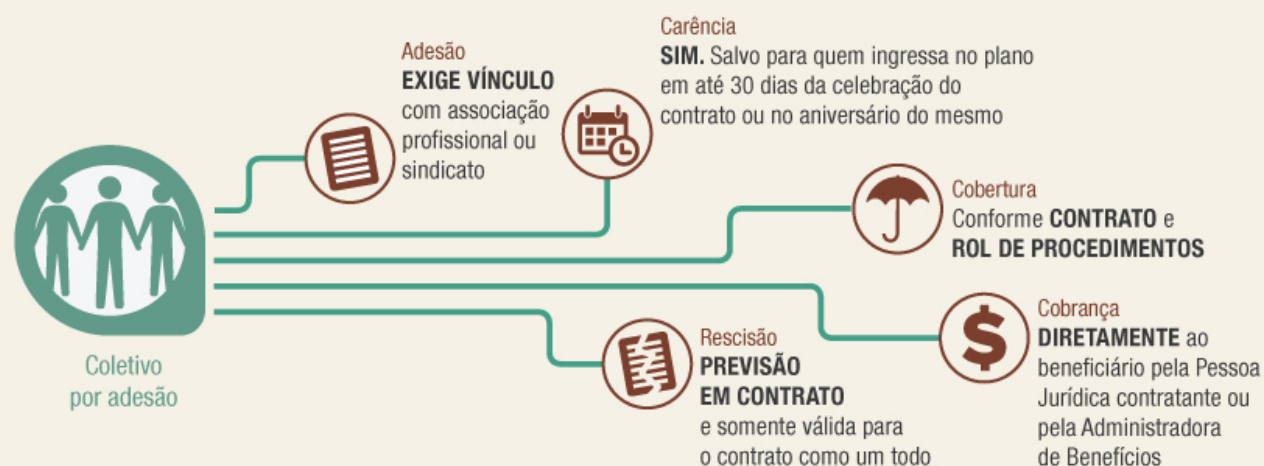 Coletivo
por adesão
Adesão
EXIGE VÍNCULO
com associação
profissional ou
sindicato
Carência
SIM. Salvo para quem ingressa no plano
em até 30 dias da celebração do
contrato ou no aniversário do mesmo
Cobertura
Conforme CONTRATO e
ROL DE PROCEDIMENTOS
Cobrança
DIRETAMENTE ao
beneficiário pela Pessoa
Jurídica contratante ou
pela Administradora
de Benefícios
Rescisão
PREVISÃO
EM CONTRATO
e somente válida para
o contrato como um todo